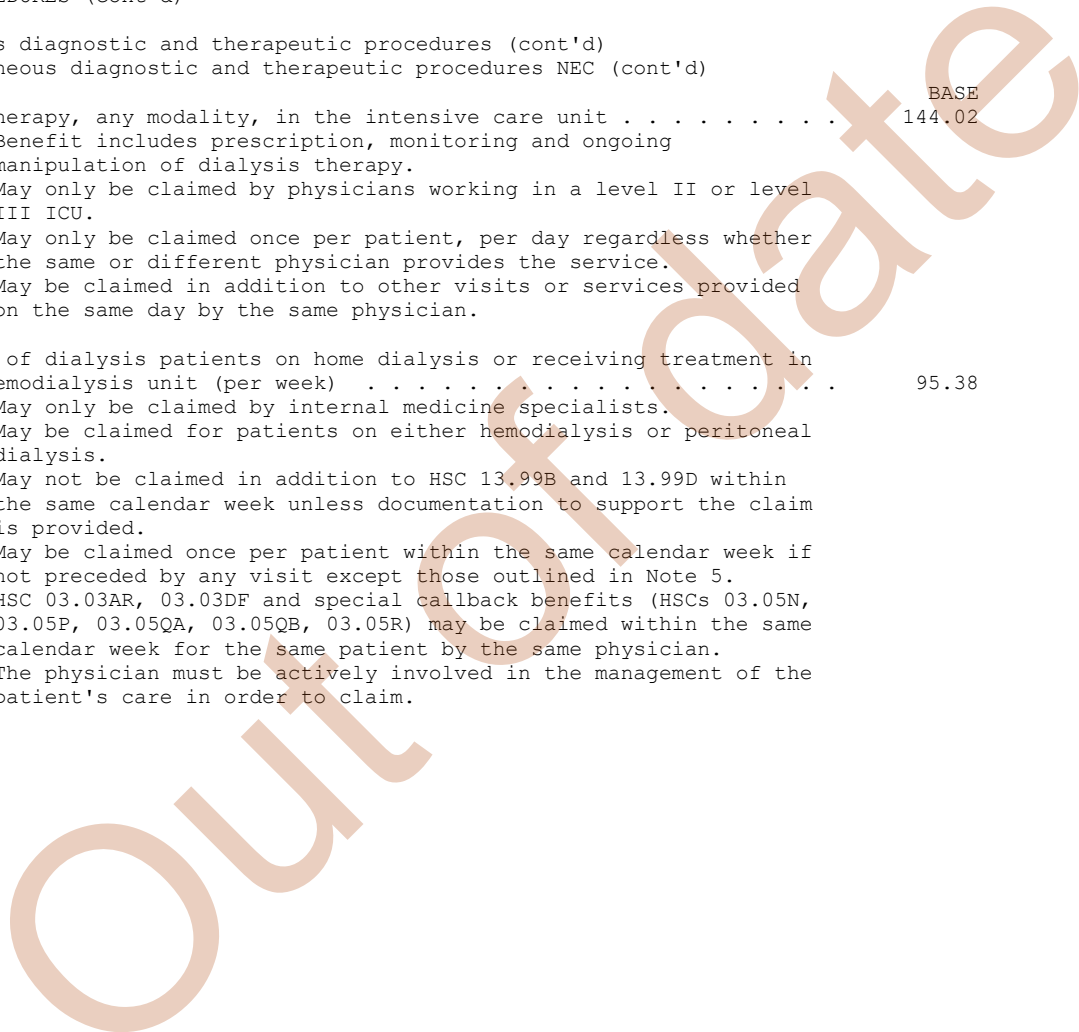 s diagnostic and therapeutic procedures (cont'd)
neous diagnostic and therapeutic procedures NEC (cont'd)
BASE
herapy, any modality, in the intensive care unit . . . . . . . . . 144.02
Benefit includes prescription, monitoring and ongoing
manipulation of dialysis therapy.
May only be claimed by physicians working in a level II or level
III ICU.
May only be claimed once per patient, per day regardless whether
the same or different physician provides the service.
May be claimed in addition to other visits or services provided
on the same day by the same physician.
of dialysis patients on home dialysis or receiving treatment in
emodialysis unit (per week) . . . . . . . . . . . . . . . . . . . 95.38
May only be claimed by internal medicine specialists.
May be claimed for patients on either hemodialysis or peritoneal
dialysis.
May not be claimed in addition to HSC 13.99B and 13.99D within
the same calendar week unless documentation to support the claim
is provided.
May be claimed once per patient within the same calendar week if
not preceded by any visit except those outlined in Note 5.
HSC 03.03AR, 03.03DF and special callback benefits (HSCs 03.05N,
03.05P, 03.05QA, 03.05QB, 03.05R) may be claimed within the same
calendar week for the same patient by the same physician.
The physician must be actively involved in the management of the
patient's care in order to claim.
Out of date